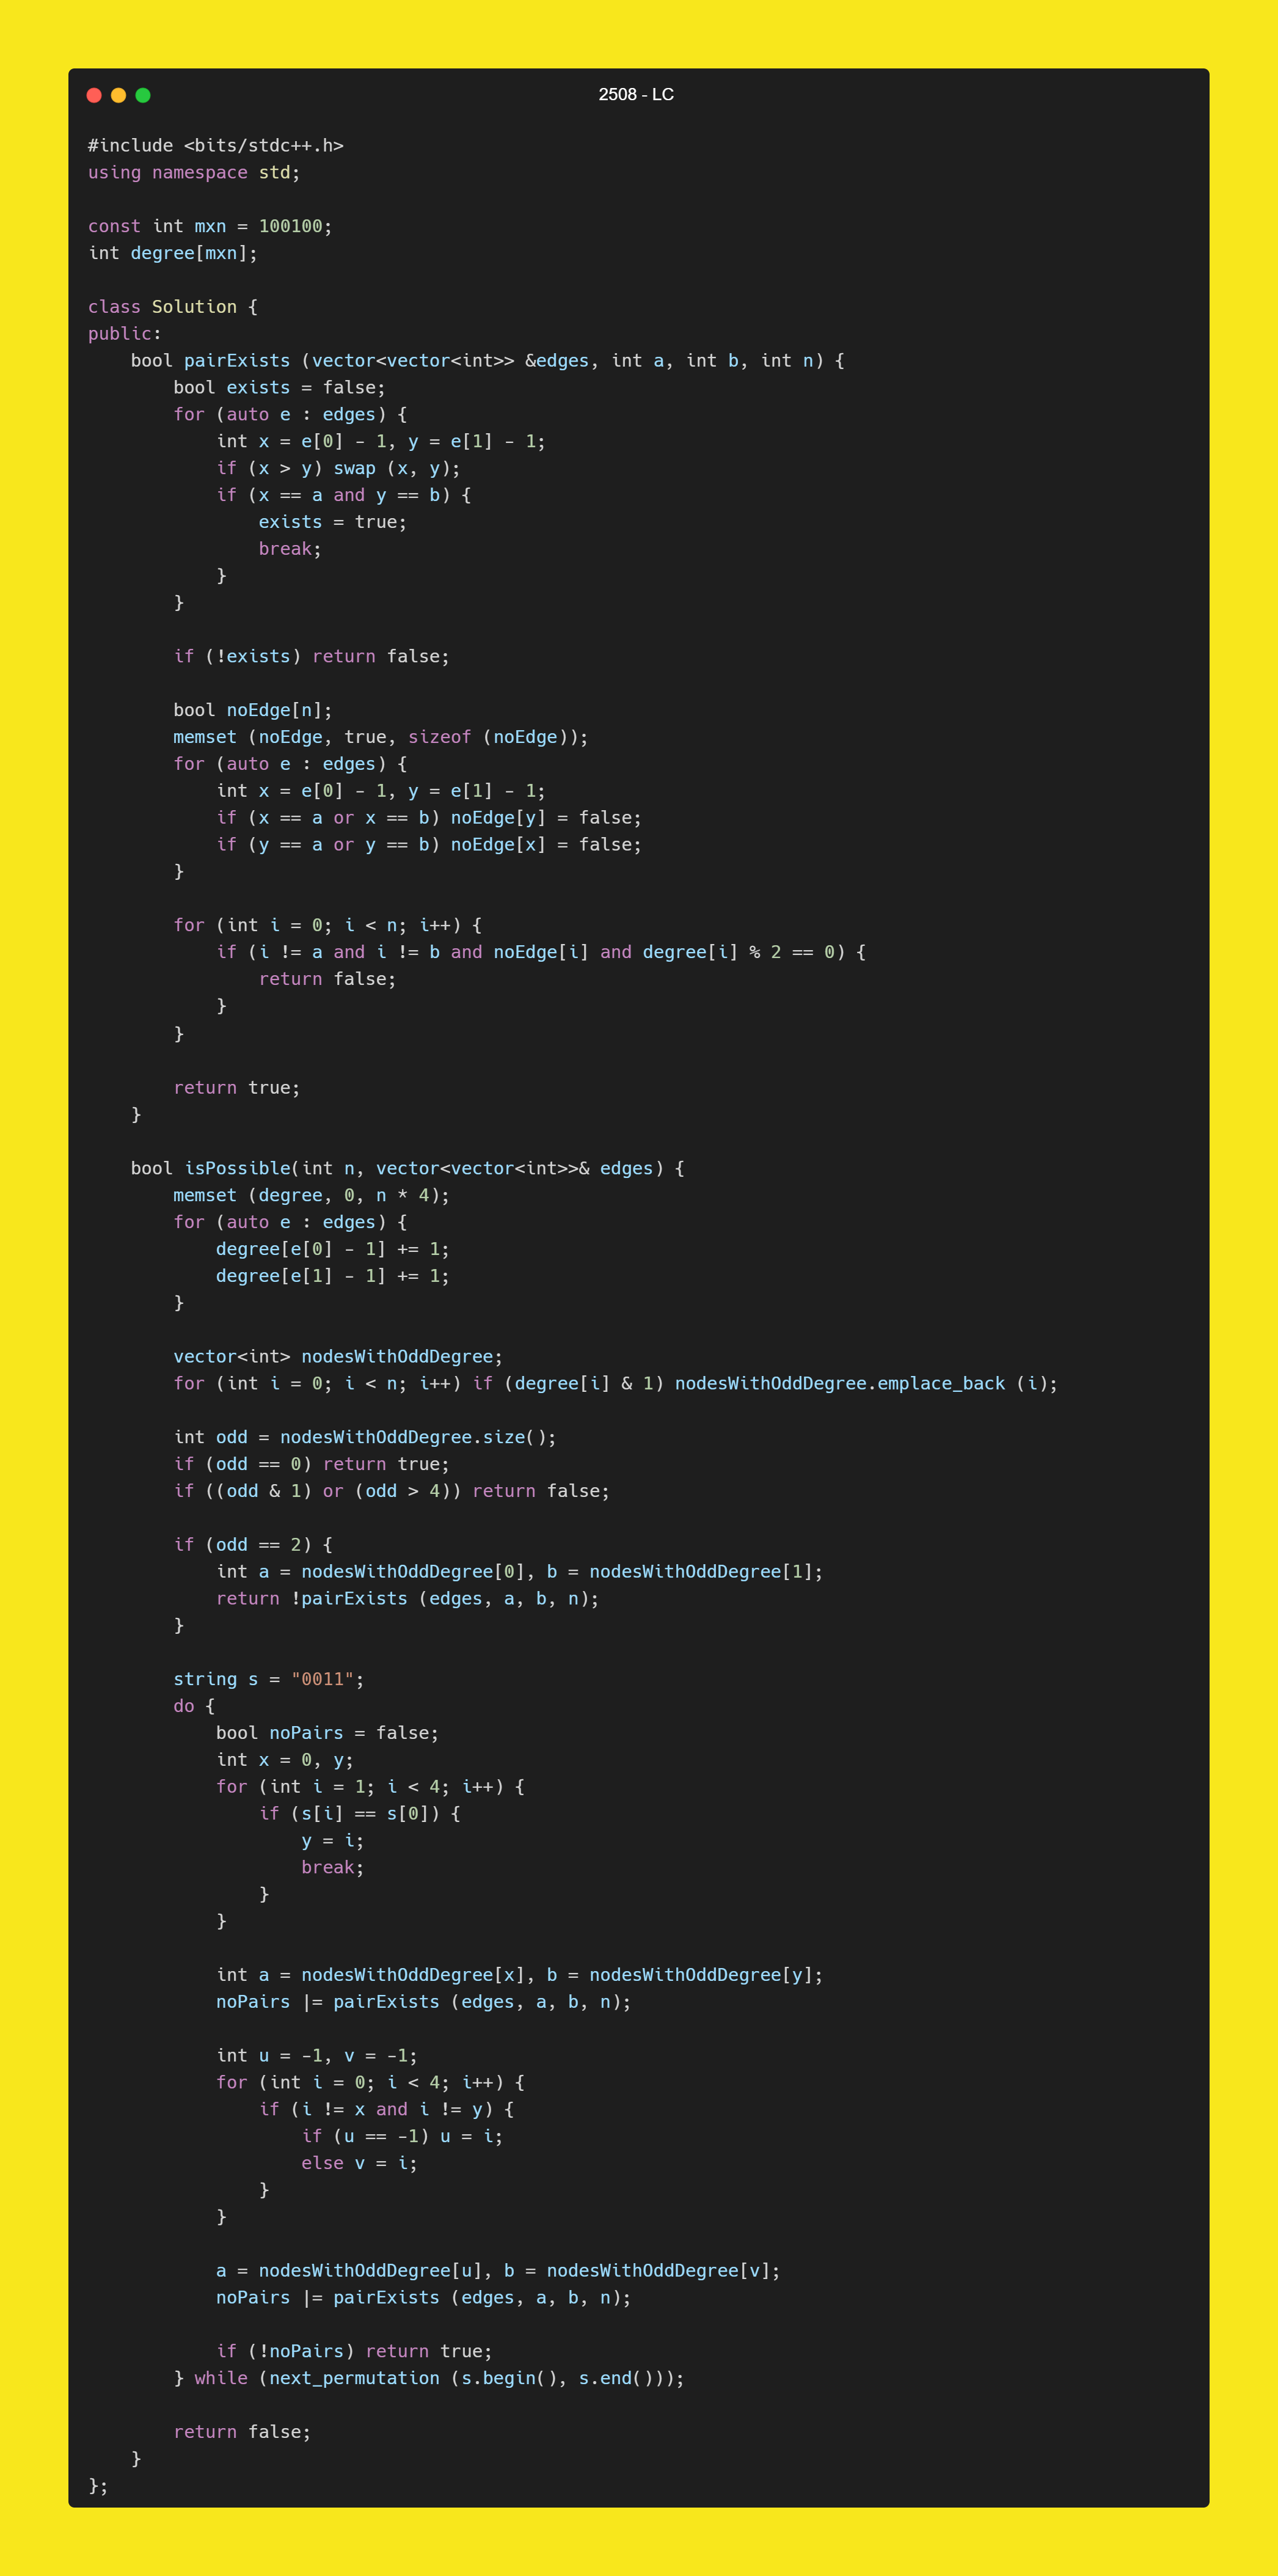 2508 - LC
#include <bits/stdc++.h>
using namespace std;

const int mxn = 100100;
int degree[mxn];

class Solution {
public:
    bool pairExists (vector<vector<int>> &edges, int a, int b, int n) {
        bool exists = false;
        for (auto e : edges) {
            int x = e[0] - 1, y = e[1] - 1;
            if (x > y) swap (x, y);
            if (x == a and y == b) {
                exists = true;
                break;
            }
        }

        if (!exists) return false;

        bool noEdge[n];
        memset (noEdge, true, sizeof (noEdge));
        for (auto e : edges) {
            int x = e[0] - 1, y = e[1] - 1;
            if (x == a or x == b) noEdge[y] = false;
            if (y == a or y == b) noEdge[x] = false;
        }

        for (int i = 0; i < n; i++) {
            if (i != a and i != b and noEdge[i] and degree[i] % 2 == 0) {
                return false;
            }
        }

        return true;
    }

    bool isPossible(int n, vector<vector<int>>& edges) {
        memset (degree, 0, n * 4);
        for (auto e : edges) {
            degree[e[0] - 1] += 1;
            degree[e[1] - 1] += 1;
        }

        vector<int> nodesWithOddDegree;
        for (int i = 0; i < n; i++) if (degree[i] & 1) nodesWithOddDegree.emplace_back (i);

        int odd = nodesWithOddDegree.size();
        if (odd == 0) return true;
        if ((odd & 1) or (odd > 4)) return false;

        if (odd == 2) {
            int a = nodesWithOddDegree[0], b = nodesWithOddDegree[1];
            return !pairExists (edges, a, b, n);
        }

        string s = "0011";
        do {
            bool noPairs = false;
            int x = 0, y;
            for (int i = 1; i < 4; i++) {
                if (s[i] == s[0]) {
                    y = i;
                    break;
                }
            }

            int a = nodesWithOddDegree[x], b = nodesWithOddDegree[y];
            noPairs |= pairExists (edges, a, b, n);

            int u = -1, v = -1;
            for (int i = 0; i < 4; i++) {
                if (i != x and i != y) {
                    if (u == -1) u = i;
                    else v = i;
                }
            }

            a = nodesWithOddDegree[u], b = nodesWithOddDegree[v];
            noPairs |= pairExists (edges, a, b, n);

            if (!noPairs) return true;
        } while (next_permutation (s.begin(), s.end()));

        return false;
    }
};